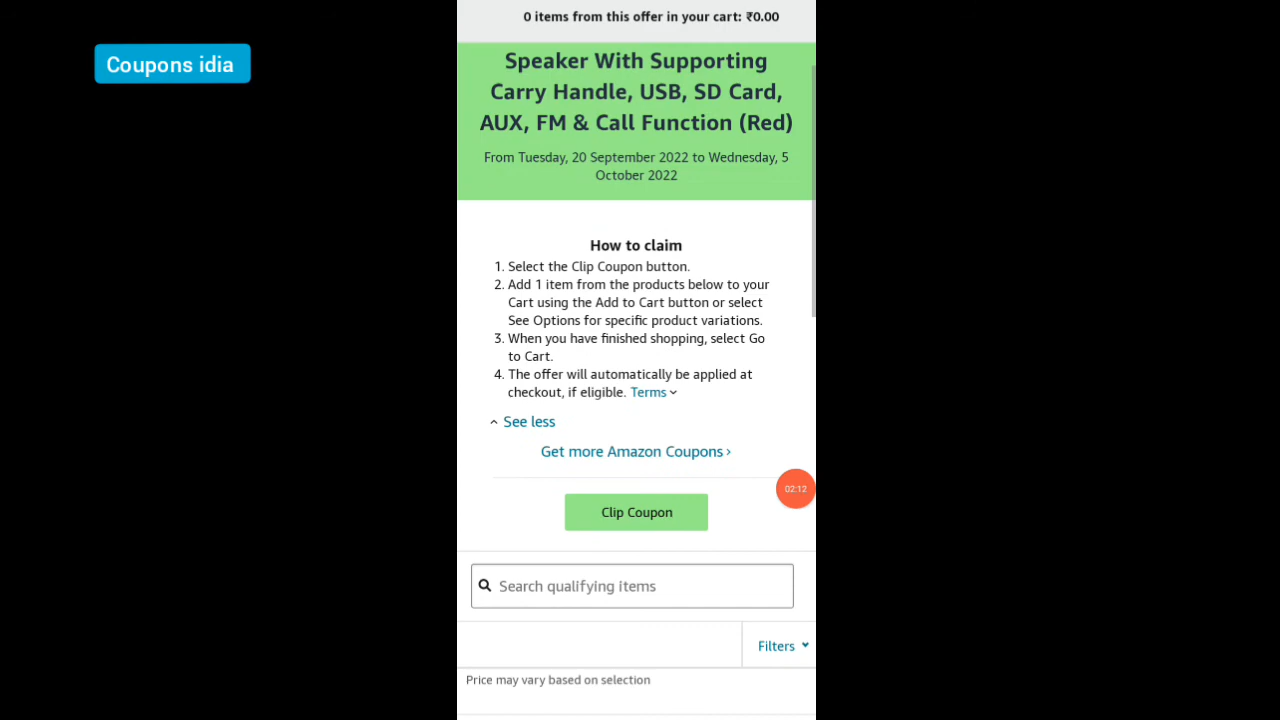 Coupons idia
0 items from this offer in your cart: ₹0.00
Speaker With Supporting
Carry Handle, USB, SD Card,
AUX, FM & Call Function (Red)
From Tuesday, 20 September 2022 to Wednesday, 5
October 2022
How to claim
1. Select the Clip Coupon button.
2. Add 1 item from the products below to your
Cart using the Add to Cart button or select
See Options for specific product variations.
3. When you have finished shopping, select Go
to Cart.
4. The offer will automatically be applied at
checkout, if eligible. Terms
See less
Get more Amazon Coupons ›
02:12
Clip Coupon
Search qualifying items
Filters
Price may vary based on selection